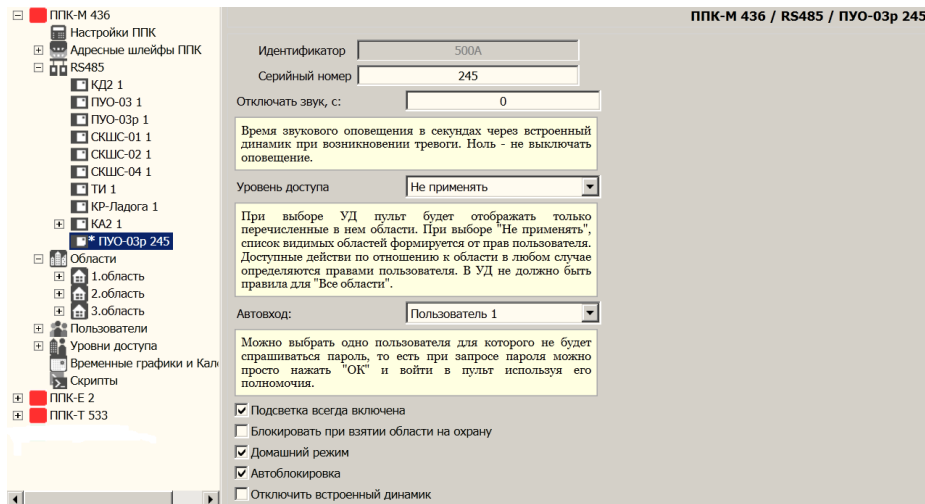 ППК-М 436
Настройки ППК
Адресные шлейфы ППК
RS485
КД2 1
ПУО-03 1
ПУО-03р 1
СКШС-01 1
СКШС-02 1
СКШС-04 1
ТИ 1
КР-Ладога 1
КА2 1
* ПУО-03р 245
Области
1.область
2.область
3.область
Пользователи
Уровни доступа
Временные графики и Кале
Скрипты
ППК-Е 2
ППК-Т 533
ППК-М 436 / RS485 / ПУО-03р 245
Идентификатор 500A
Серийный номер 245
Отключать звук, с: 0
Время звукового оповещения в секундах через встроенный
динамик при возникновении тревоги. Ноль - не выключать
оповещение.
Уровень доступа Не применять
При выборе УД пульт будет отображать только
перечисленные в нем области. При выборе "Не применять",
список видимых областей формируется от прав пользователя.
Доступные действи по отношению к области в любом случае
определяются правами пользователя. В УД не должно быть
правила для "Все области".
Автовход: Пользователь 1
Можно выбрать одно пользователя для которого не будет
спрашиваться пароль, то есть при запросе пароля можно
просто нажать "ОК" и войти в пульт используя его
полномочия.
Подсветка всегда включена
Блокировать при взятии области на охрану
Домашний режим
Автоблокировка
Отключить встроенный динамик